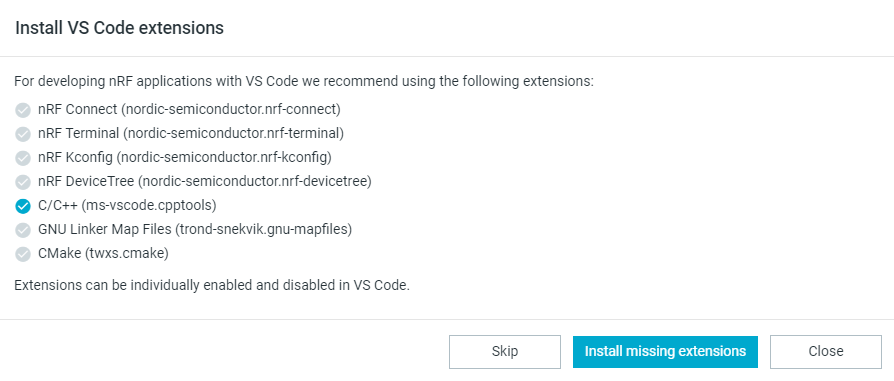 Install VS Code extensions
For developing nRF applications with VS Code we recommend using the following extensions:
nRF Connect (nordic-semiconductor.nrf-connect)
nRF Terminal (nordic-semiconductor.nrf-terminal)
nRF Kconfig (nordic-semiconductor.nrf-kconfig)
nRF DeviceTree (nordic-semiconductor.nrf-devicetree)
C/C++ (ms-vscode.cpptools)
GNU Linker Map Files (trond-snekvik.gnu-mapfiles)
CMake (twxs.cmake)
Extensions can be individually enabled and disabled in VS Code.
Skip Install missing extensions Close